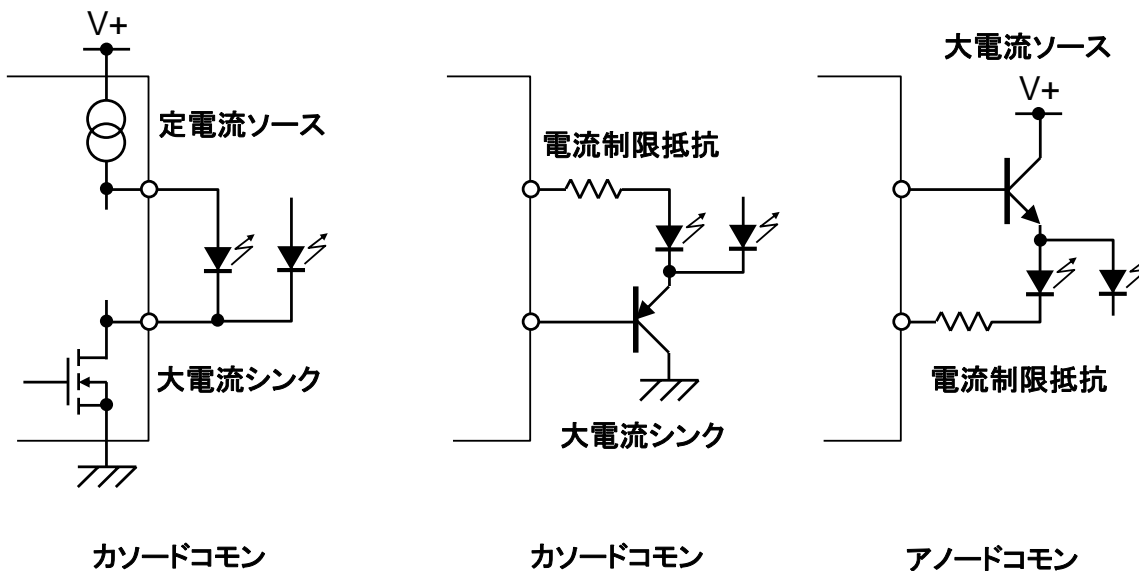 V+
定電流ソース
大電流シンク
カソードコモン
電流制限抵抗
大電流シンク
カソードコモン
大電流ソース
V+
電流制限抵抗
アノードコモン